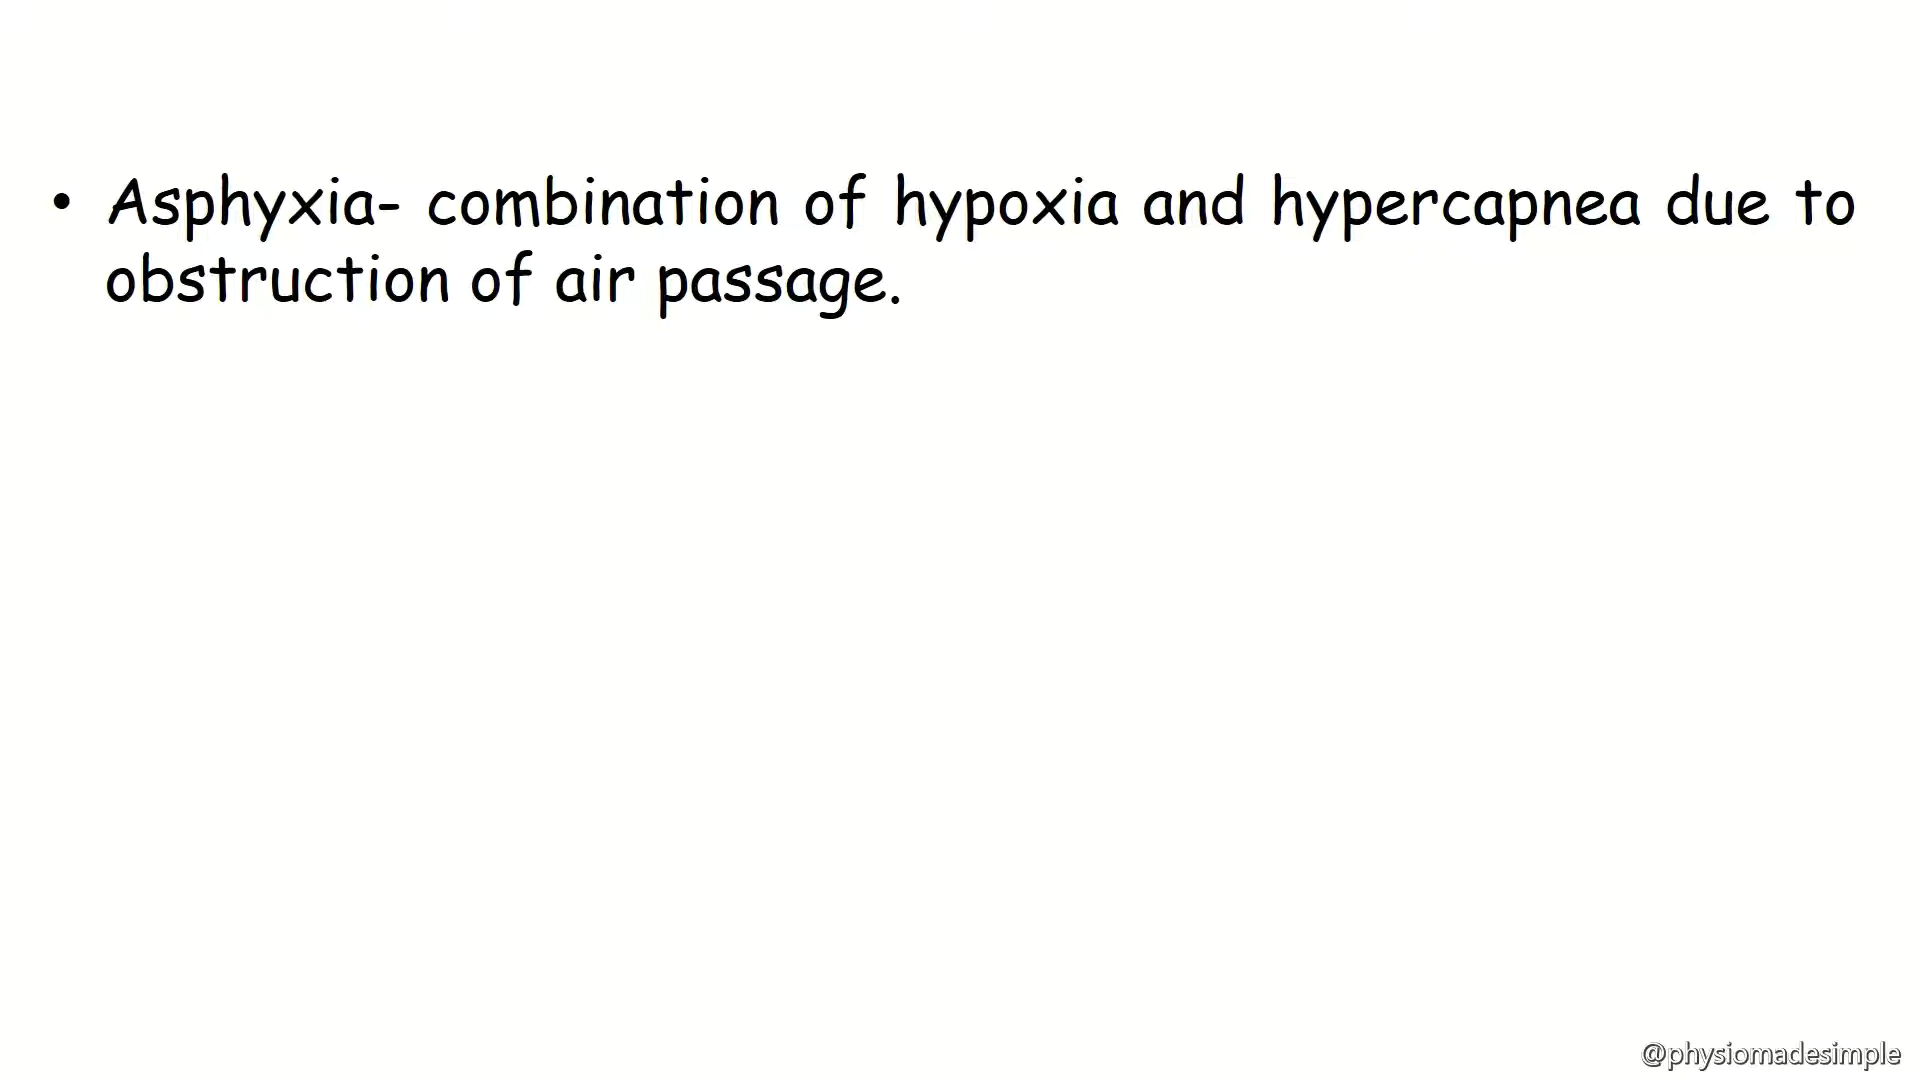 • Asphyxia- combination of hypoxia and hypercapnea due to
obstruction of air passage.
@physiomadesimple